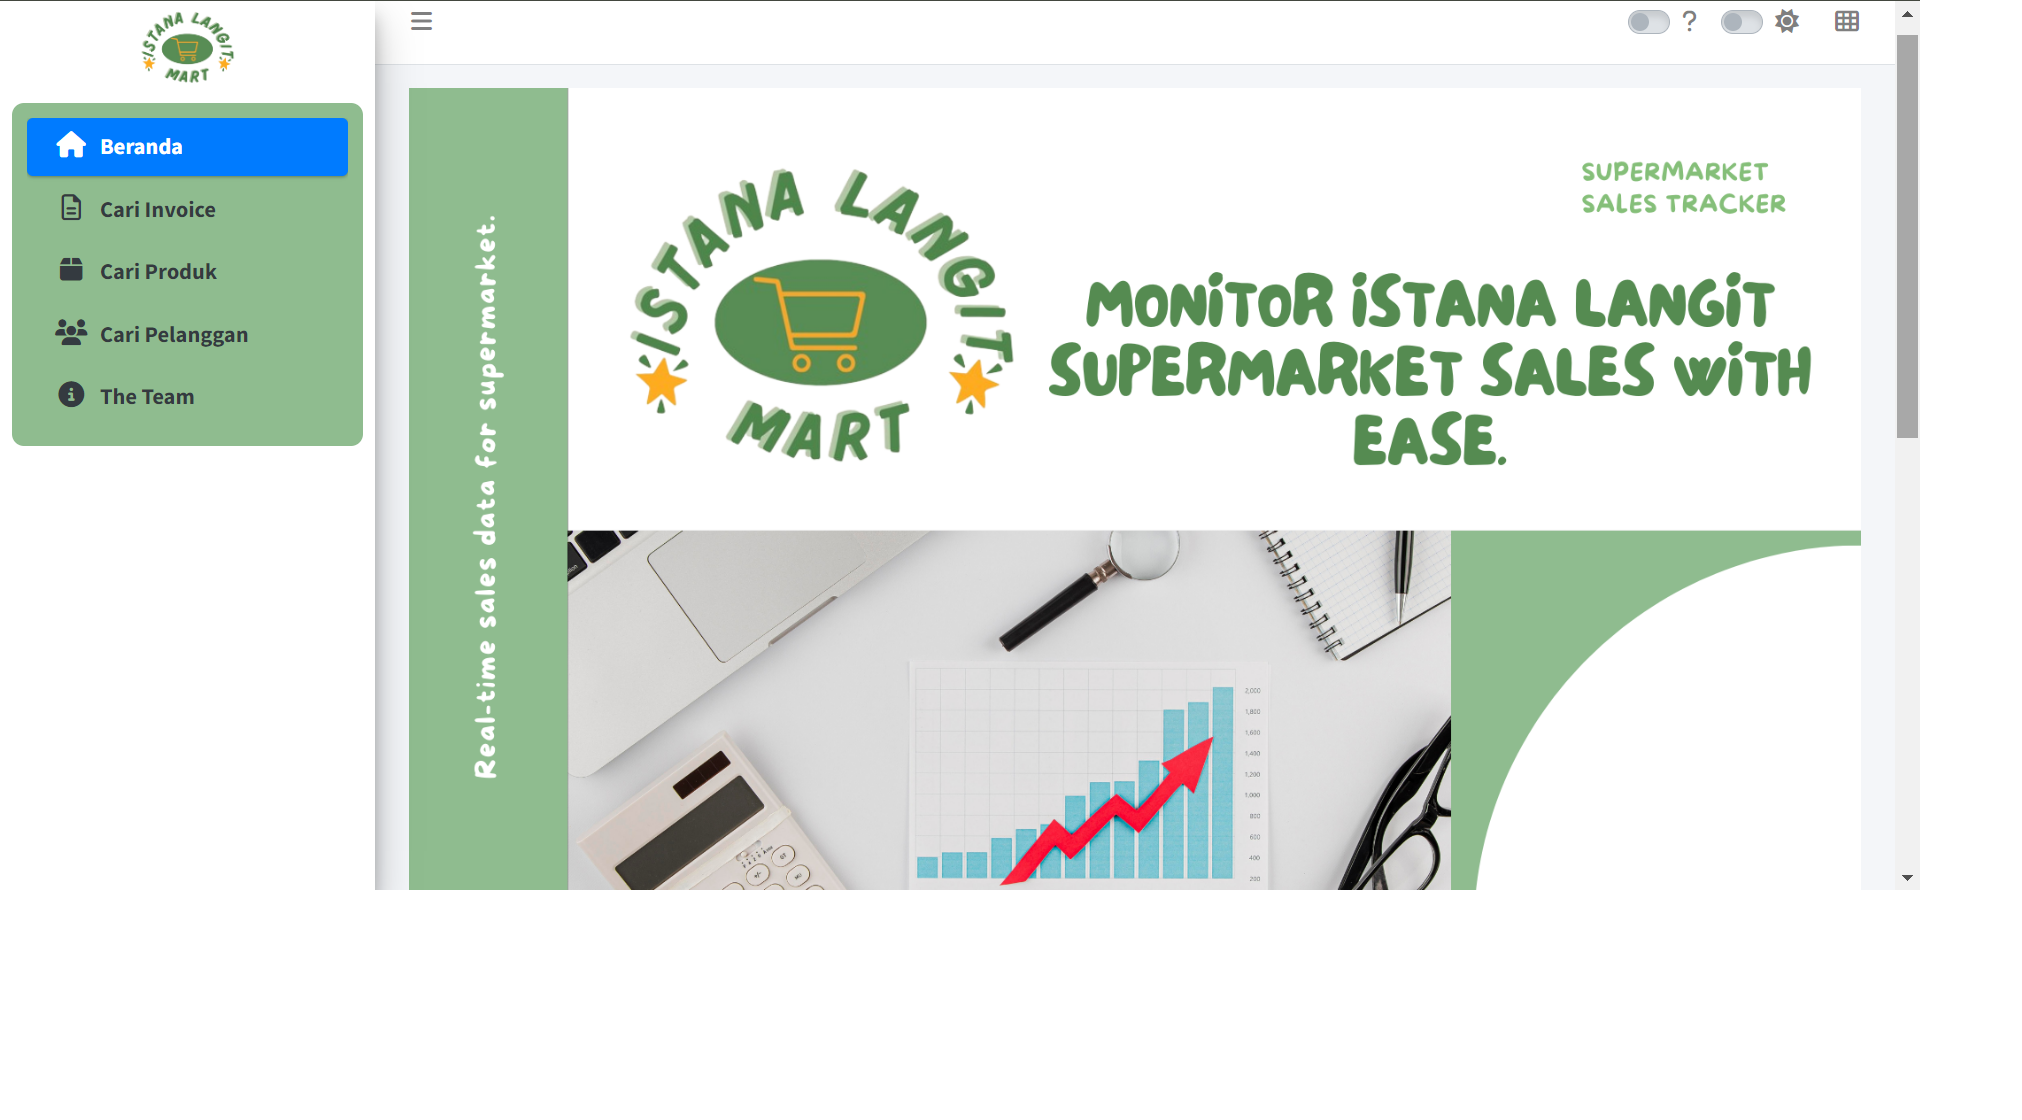 ISTANA LANGIT
MART
Beranda
Cari Invoice
Cari Produk
Cari Pelanggan
The Team
?
Real-time sales data for supermarket.
ISTANA LANGIT
MART
SUPERMARKET
SALES TRACKER
MONITOR ISTANA LANGIT
SUPERMARKET SALES WITH
EASE.
2,000
1,800
1,600
1,400
1,200
1,000
800
600
400
200